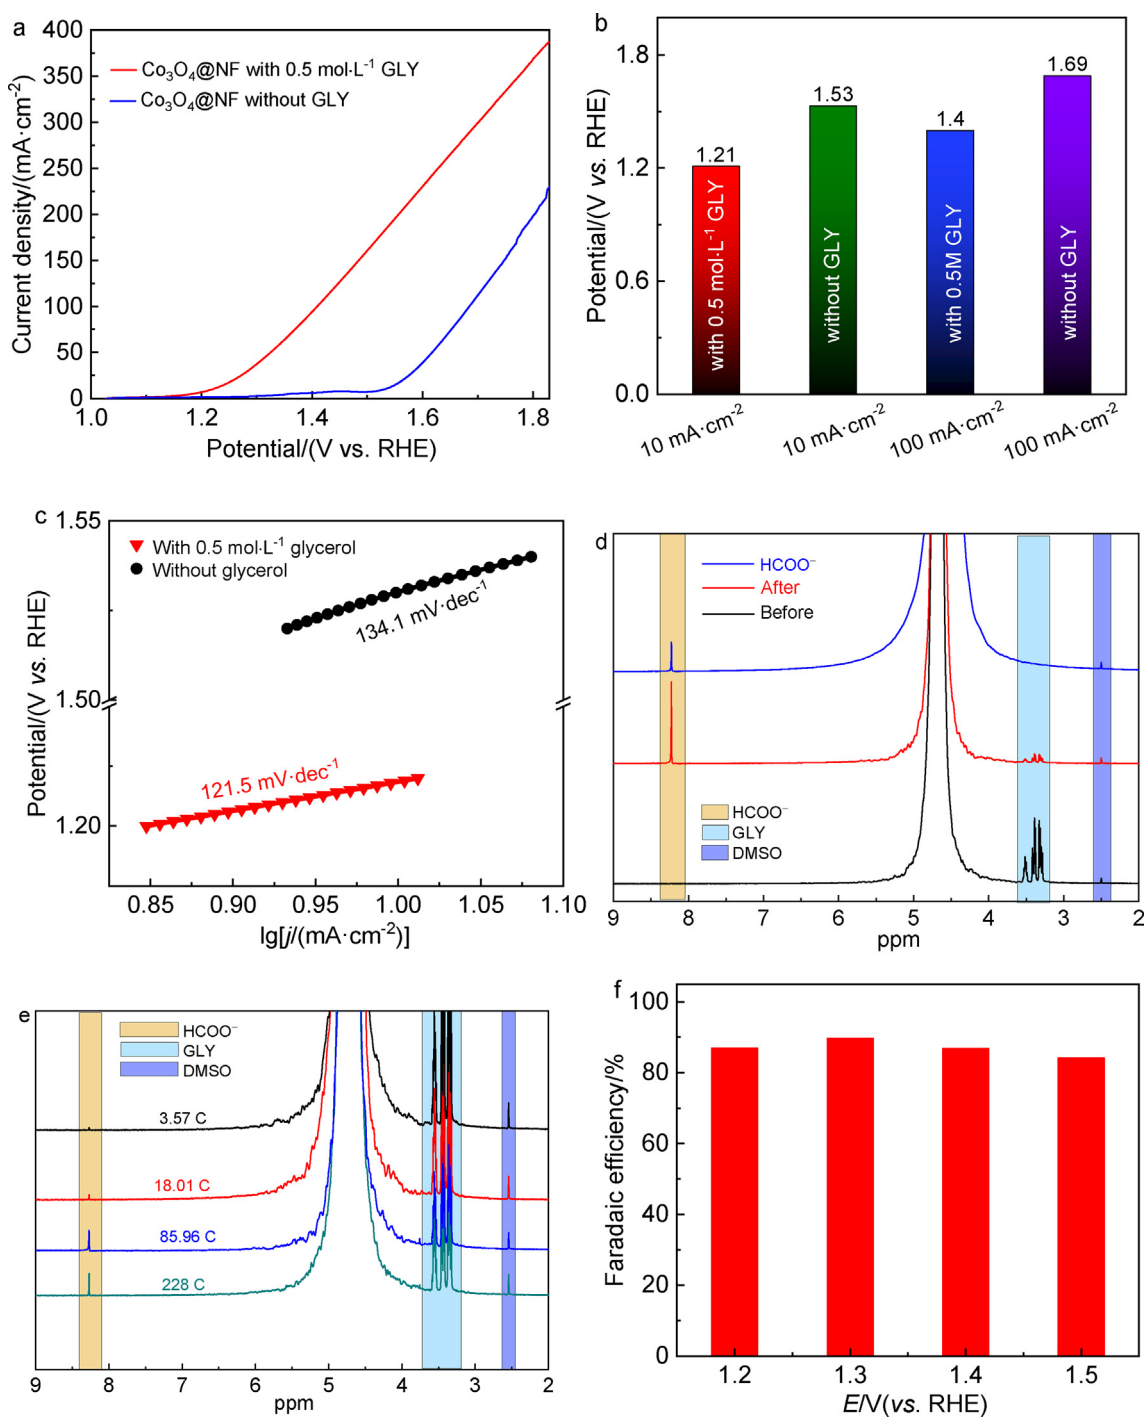 a
Current density/(mA·cm⁻²)
400
350
300
250
200
150
100
50
0
Co₃O₄@NF with 0.5 mol·L⁻¹ GLY
Co₃O₄@NF without GLY
1.0 1.2 1.4 1.6 1.8
Potential/(V vs. RHE)
b
Potential/(V vs. RHE)
1.8
1.2
0.6
0.0
1.21
1.53
1.4
1.69
with 0.5 mol·L⁻¹ GLY
without GLY
with 0.5M GLY
without GLY
10 mA·cm⁻²
10 mA·cm⁻²
100 mA·cm⁻²
100 mA·cm⁻²
c
Potential/(V vs. RHE)
1.55
1.50
1.20
With 0.5 mol·L⁻¹ glycerol
Without glycerol
134.1 mV·dec⁻¹
121.5 mV·dec⁻¹
0.85 0.90 0.95 1.00 1.05 1.10
lg[j/(mA·cm⁻²)]
d
HCOO⁻
After
Before
HCOO⁻
GLY
DMSO
9 8 7 6 5 4 3 2
ppm
e
HCOO⁻
GLY
DMSO
3.57 C
18.01 C
85.96 C
228 C
9 8 7 6 5 4 3 2
ppm
f
Faradaic efficiency/%
100
80
60
40
20
0
1.2 1.3 1.4 1.5
E/V(vs. RHE)